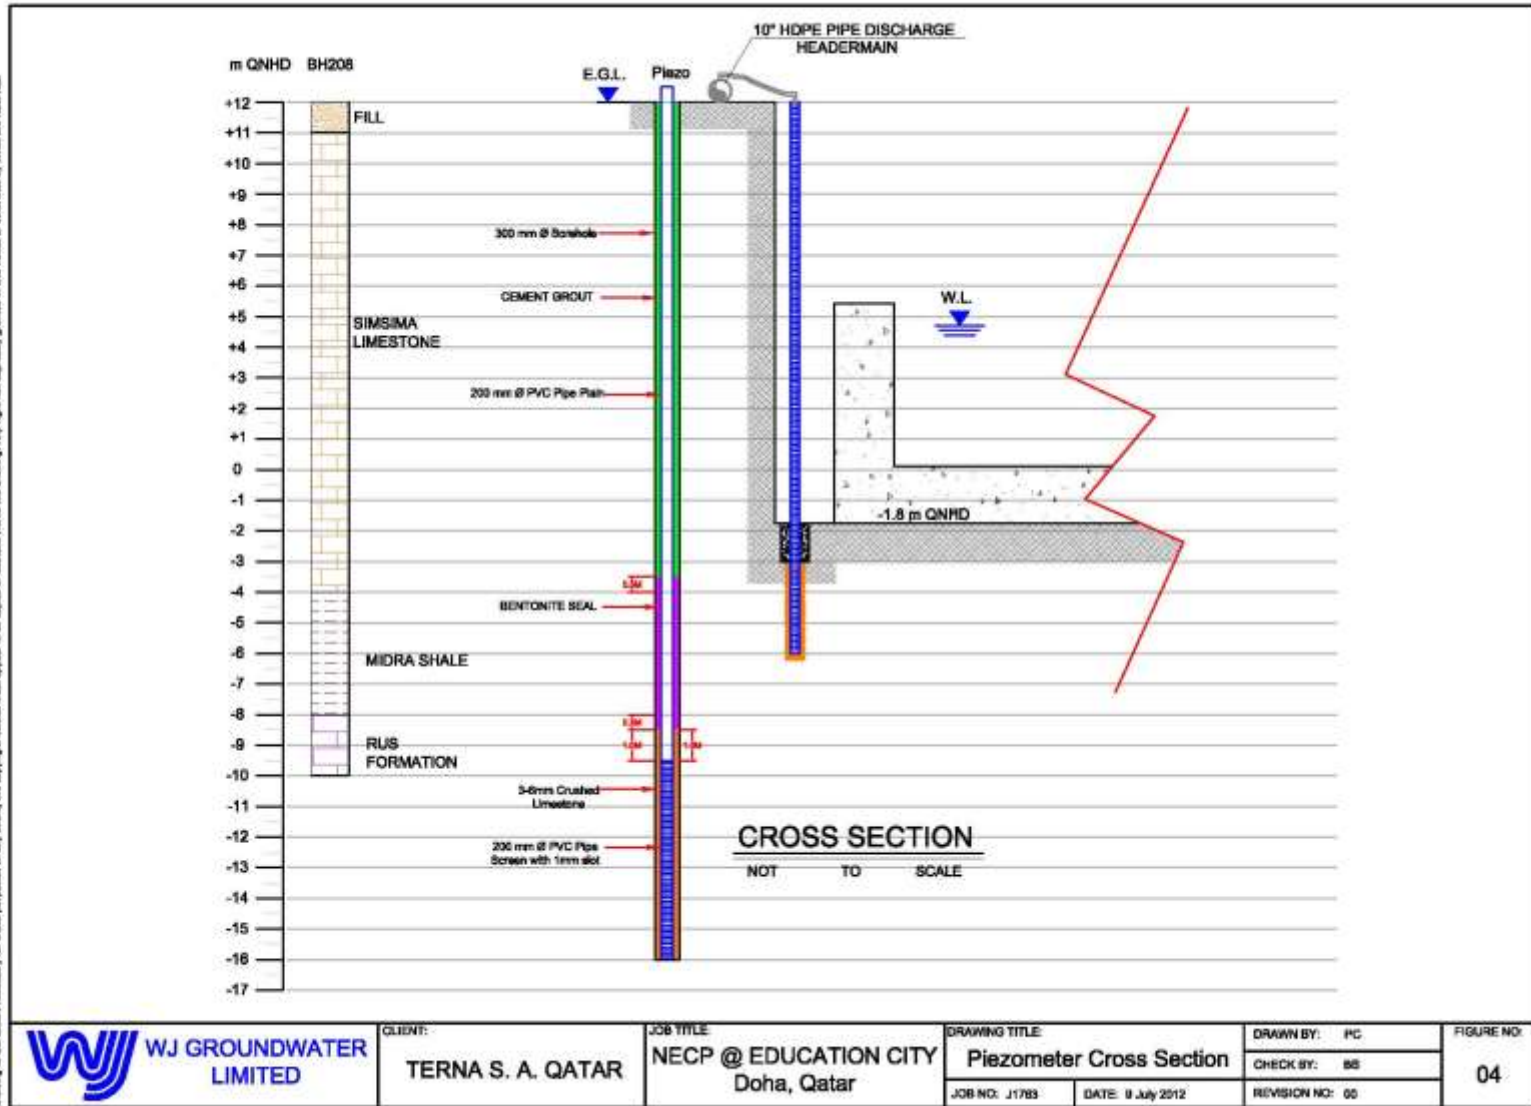 10" HDPE PIPE DISCHARGE
HEADERMAIN
m QNHD BH208
E.G.L. Piezo
+12
FILL
+11
+10
+9
+8
300 mm Ø Borehole
+7
+6
CEMENT GROUT
W.L.
+5
SIMSIMA
LIMESTONE
+4
+3
200 mm Ø PVC Pipe Plain
+2
+1
0
-1
-1.8 m QNHD
-2
-3
-4
BENTONITE SEAL
-5
-6
MIDRA SHALE
-7
-8
-9
RUS
FORMATION
-10
3-6mm Crushed
Limestone
-11
-12
CROSS SECTION
200 mm Ø PVC Pipe
Screen with 1mm slot
-13
NOT TO SCALE
-14
-15
-16
-17
WJ
WJ GROUNDWATER
LIMITED
CLIENT:
TERNA S. A. QATAR
JOB TITLE:
NECP @ EDUCATION CITY
Doha, Qatar
DRAWING TITLE:
Piezometer Cross Section
JOB NO: J1763
DATE: 9 July 2012
DRAWN BY: PC
CHECK BY: BS
REVISION NO: 00
FIGURE NO:
04